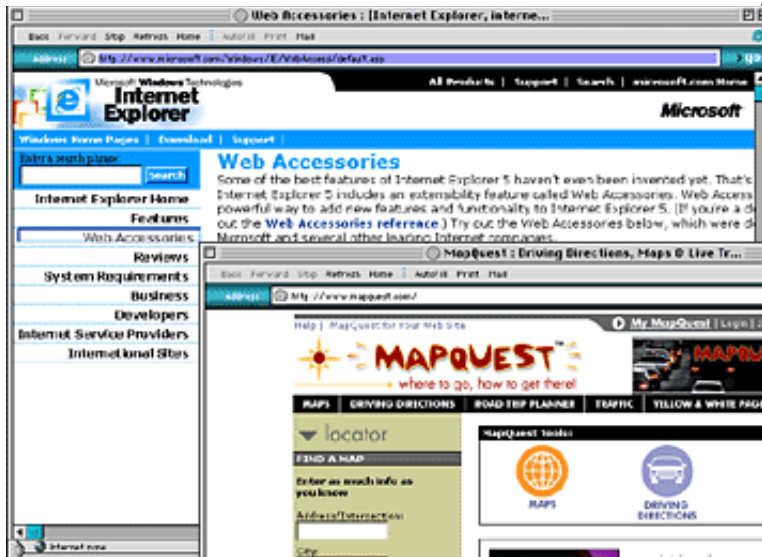 Web Accessories : [Internet Explorer, interne...
Back Forward Stop Refresh Home AutoFill Print Mail
Address http://www.microsoft.com/Windows/IE/WebAccess/default.asp
Microsoft Windows Technologies
Internet
Explorer
All Products | Support | Search | microsoft.com Home
Microsoft
Windows Home Pages | Download | Support |
Enter a search phrase:
Search
Internet Explorer Home
Features
Web Accessories
Reviews
System Requirements
Business
Developers
Internet Service Providers
International Sites
Web Accessories
Some of the best features of Internet Explorer 5 haven't even been invented yet. That's
Internet Explorer 5 includes an extensibility feature called Web Accessories. Web Access
powerful way to add new features and functionality to Internet Explorer 5. (If you're a de
out the Web Accessories reference.) Try out the Web Accessories below, which were d
Microsoft and several other leading Internet companies.
Internet zone
MapQuest : Driving Directions, Maps @ Live Tr...
Back Forward Stop Refresh Home AutoFill Print Mail
Address http://www.mapquest.com/
Help | MapQuest for Your Web Site
My MapQuest | Login |
MAPQUEST™
where to go, how to get there!
MAPQU
MAPS DRIVING DIRECTIONS ROAD TRIP PLANNER TRAFFIC YELLOW & WHITE PAG
locator
FIND A MAP
Enter as much info as
you know
Address/Intersection:
City:
MapQuest Tools:
MAPS
DRIVING
DIRECTIONS